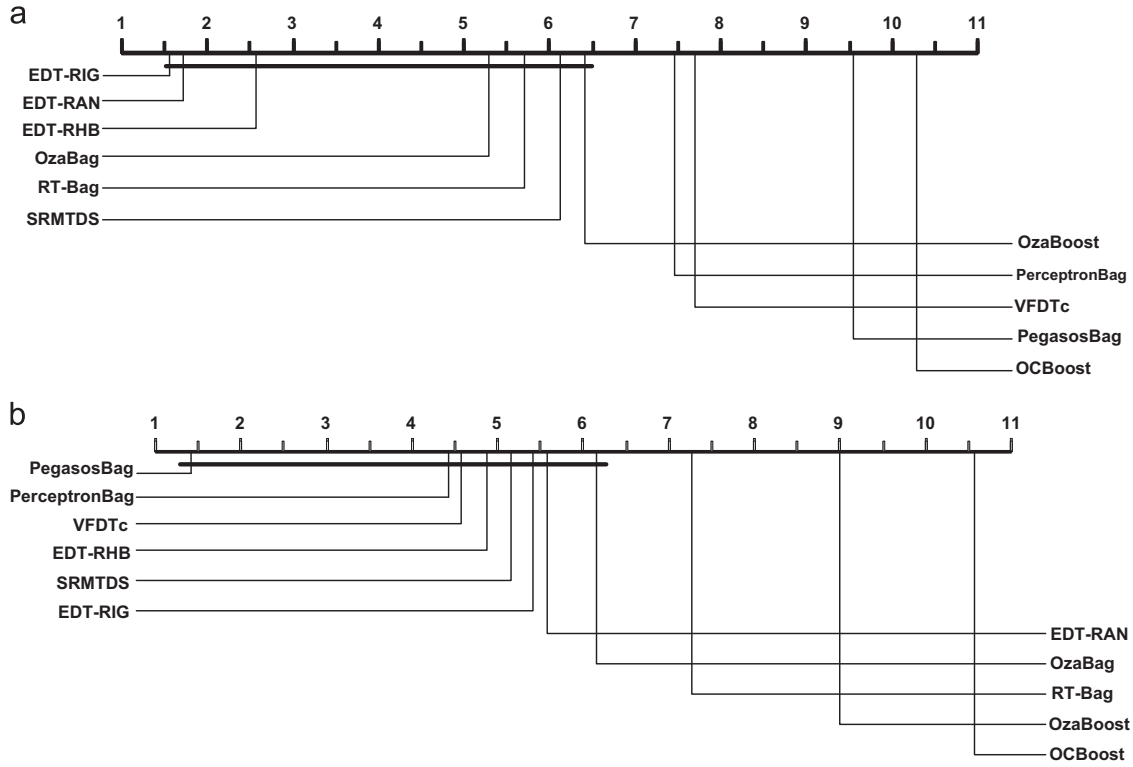 a
1 2 3 4 5 6 7 8 9 10 11
EDT-RIG
EDT-RAN
EDT-RHB
OzaBag
RT-Bag
SRMTDS
OzaBoost
PerceptronBag
VFDTc
PegasosBag
OCBoost
b
1 2 3 4 5 6 7 8 9 10 11
PegasosBag
PerceptronBag
VFDTc
EDT-RHB
SRMTDS
EDT-RIG
EDT-RAN
OzaBag
RT-Bag
OzaBoost
OCBoost